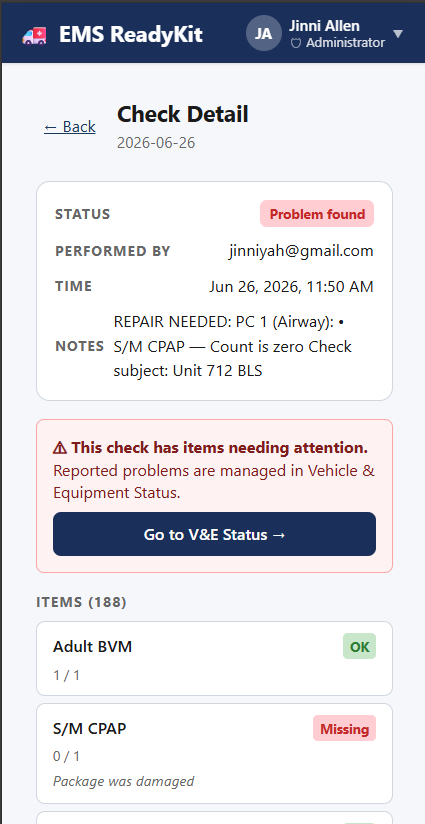 EMS ReadyKit
JA
Jinni Allen
Administrator
▼
← Back
Check Detail
2026-06-26
STATUS
Problem found
PERFORMED BY
jinniyah@gmail.com
TIME
Jun 26, 2026, 11:50 AM
NOTES
REPAIR NEEDED: PC 1 (Airway): •
S/M CPAP — Count is zero Check
subject: Unit 712 BLS
⚠ This check has items needing attention.
Reported problems are managed in Vehicle &
Equipment Status.
Go to V&E Status →
ITEMS (188)
Adult BVM
OK
1 / 1
S/M CPAP
Missing
0 / 1
Package was damaged